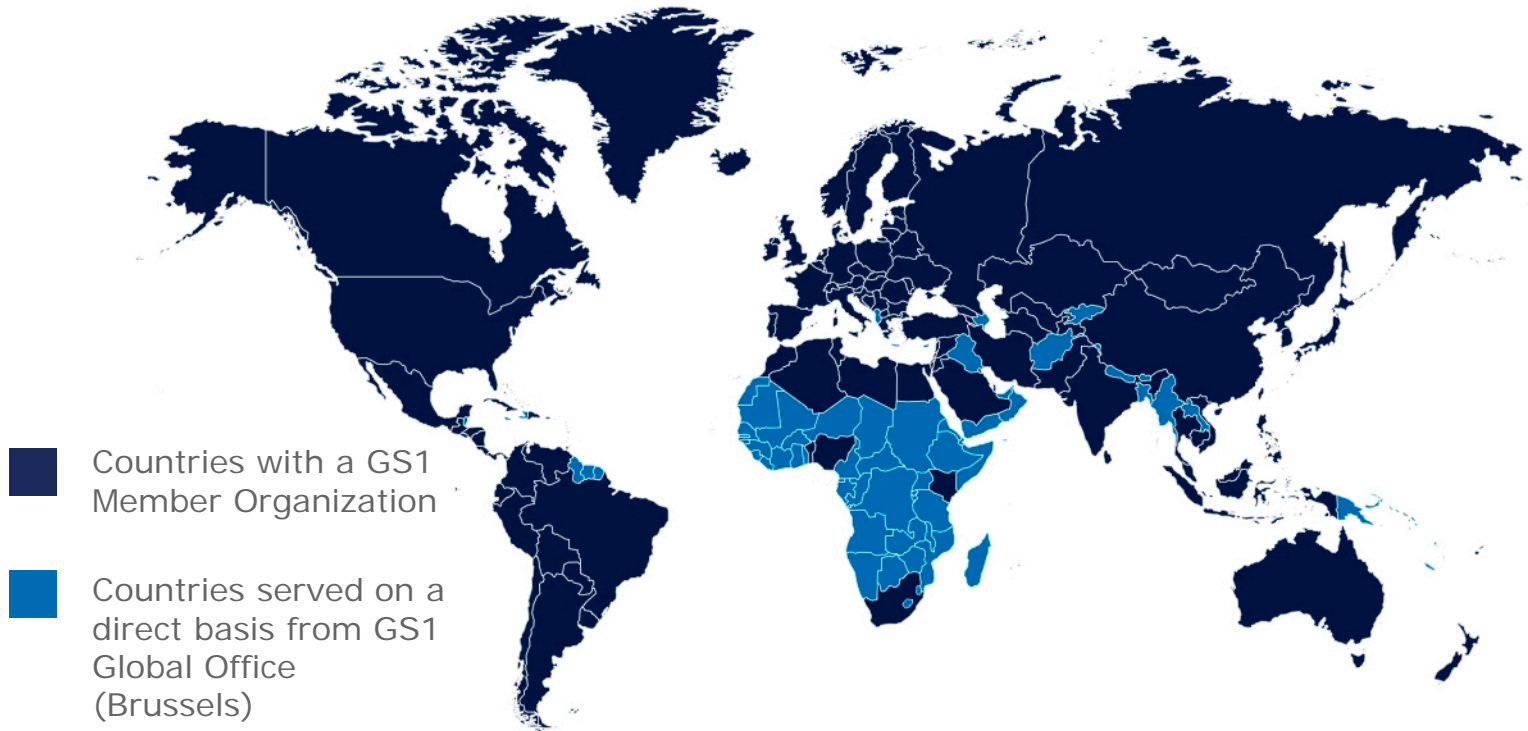 Countries with a GS1
Member Organization
Countries served on a
direct basis from GS1
Global Office
(Brussels)